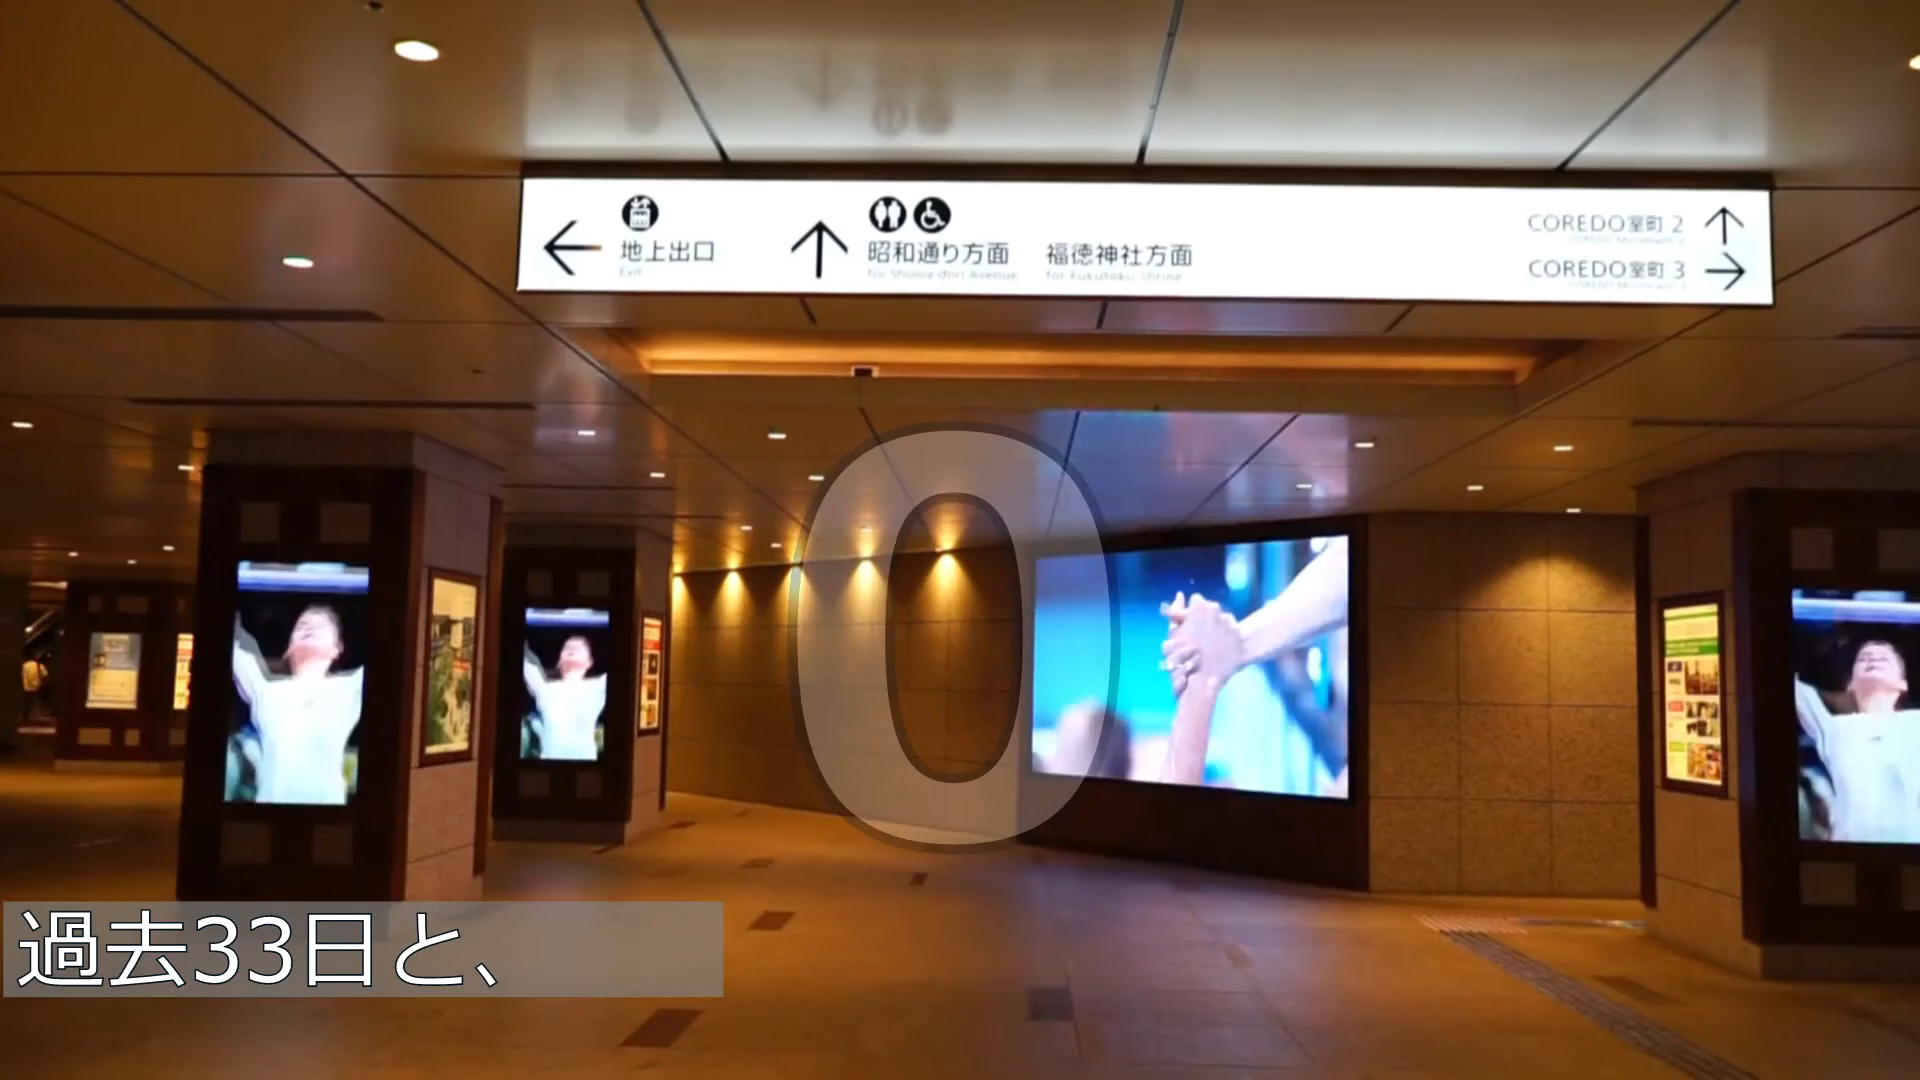 地上出口
Exit
昭和通り方面
for Showa-dori Avenue
福徳神社方面
for Fukutoku Shrine
COREDO室町 2
COREDO室町 3
0
過去33日と、